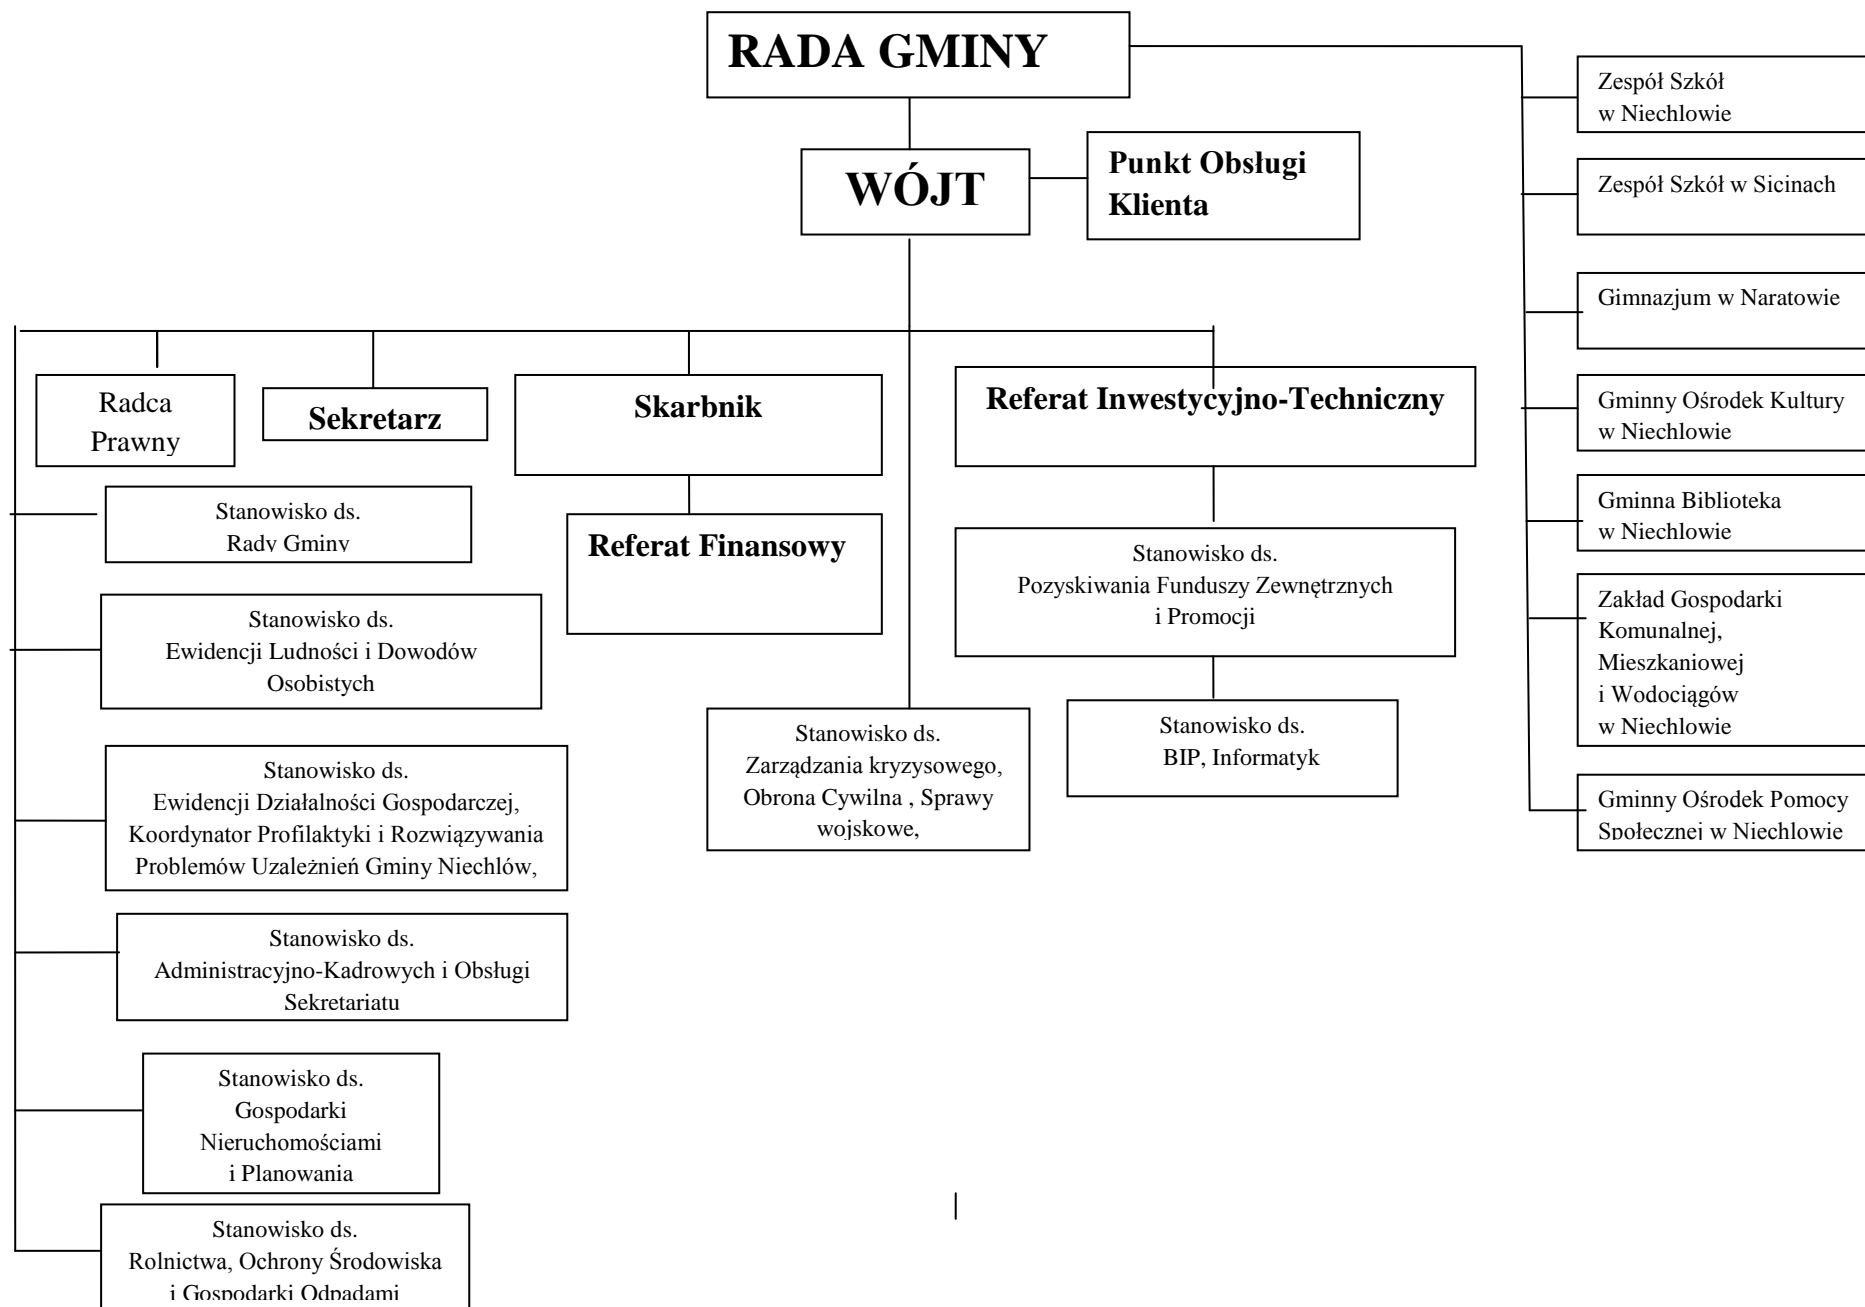 RADA GMINY
WÓJT
Punkt Obsługi
Klienta
Zespół Szkół
w Niechlowie
Zespół Szkół w Sicinach
Gimnazjum w Naratowie
Gminny Ośrodek Kultury
w Niechlowie
Gminna Biblioteka
w Niechlowie
Zakład Gospodarki
Komunalnej,
Mieszkaniowej
i Wodociągów
w Niechlowie
Gminny Ośrodek Pomocy
Społecznej w Niechlowie
Radca
Prawny
Sekretarz
Skarbnik
Referat Inwestycyjno-Techniczny
Stanowisko ds.
Rady Gminy
Referat Finansowy
Stanowisko ds.
Pozyskiwania Funduszy Zewnętrznych
i Promocji
Stanowisko ds.
Ewidencji Ludności i Dowodów
Osobistych
Stanowisko ds.
Zarządzania kryzysowego,
Obrona Cywilna , Sprawy
wojskowe,
Stanowisko ds.
BIP, Informatyk
Stanowisko ds.
Ewidencji Działalności Gospodarczej,
Koordynator Profilaktyki i Rozwiązywania
Problemów Uzależnień Gminy Niechlów,
Stanowisko ds.
Administracyjno-Kadrowych i Obsługi
Sekretariatu
Stanowisko ds.
Gospodarki
Nieruchomościami
i Planowania
Stanowisko ds.
Rolnictwa, Ochrony Środowiska
i Gospodarki Odpadami